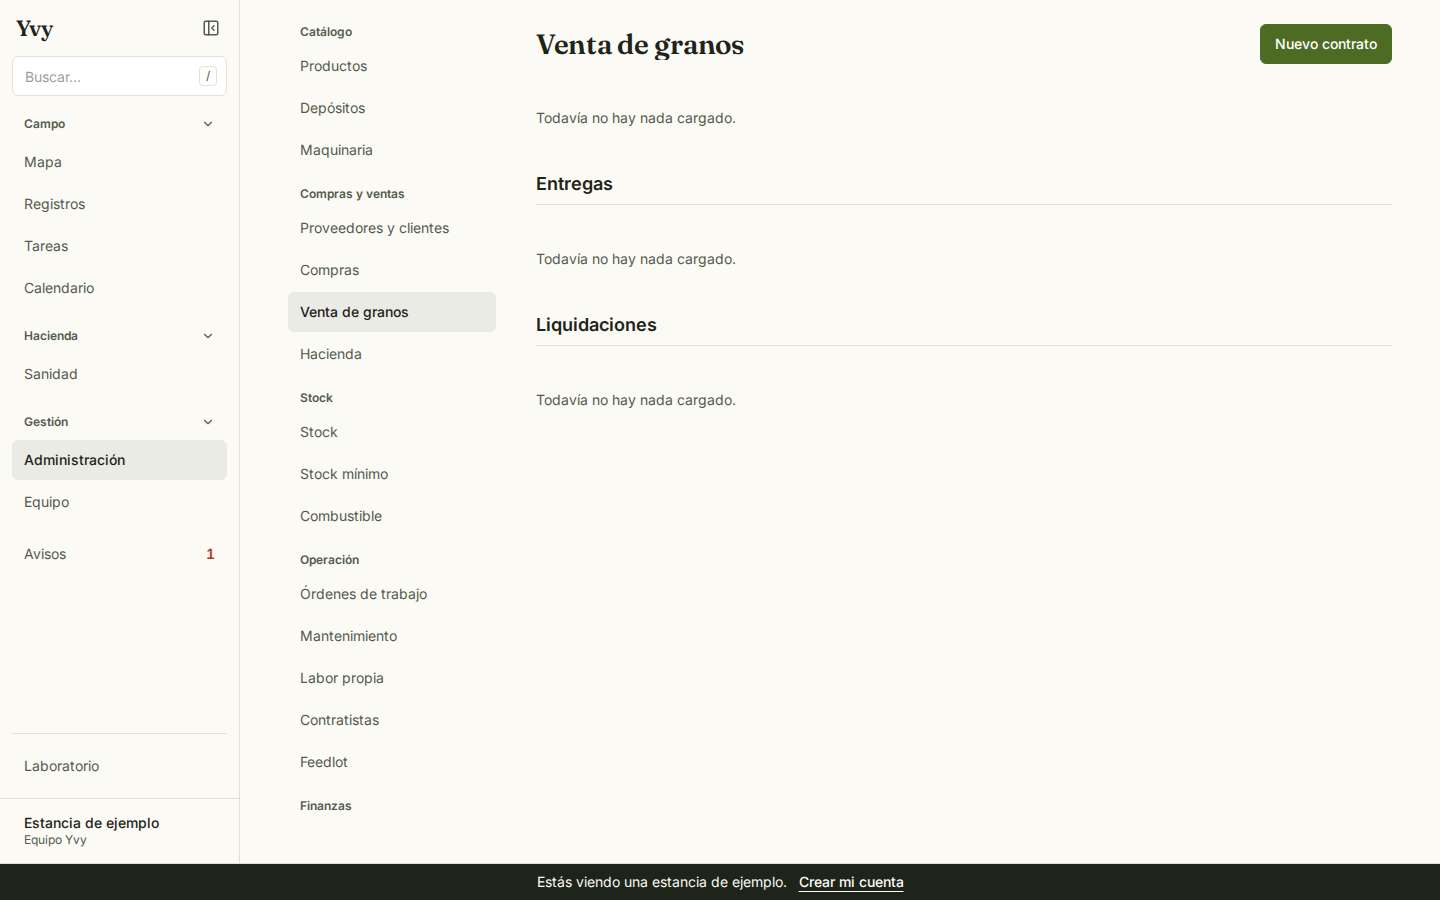 Yvy
Buscar...
/
Campo
Mapa
Registros
Tareas
Calendario
Hacienda
Sanidad
Gestión
Administración
Equipo
Avisos
1
Laboratorio
Estancia de ejemplo
Equipo Yvy
Catálogo
Productos
Depósitos
Maquinaria
Compras y ventas
Proveedores y clientes
Compras
Venta de granos
Hacienda
Stock
Stock
Stock mínimo
Combustible
Operación
Órdenes de trabajo
Mantenimiento
Labor propia
Contratistas
Feedlot
Finanzas
Venta de granos
Nuevo contrato
Todavía no hay nada cargado.
Entregas
Todavía no hay nada cargado.
Liquidaciones
Todavía no hay nada cargado.
Estás viendo una estancia de ejemplo. Crear mi cuenta